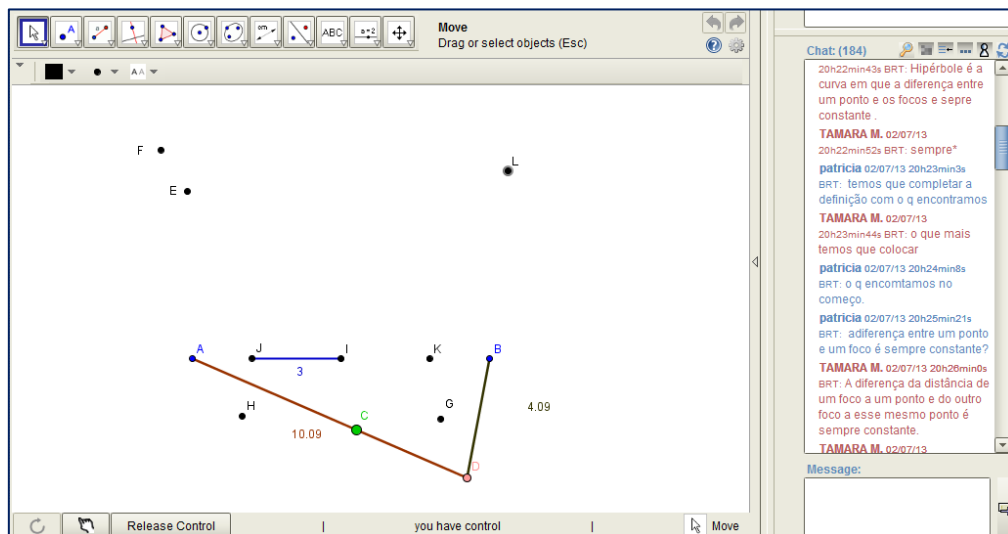 Move
Drag or select objects (Esc)
ABC
a=2
A A
F
E
L
A
J
I
K
B
3
H
C
G
4.09
10.09
D
Release Control
you have control
Move
Chat: (184)
20h22min43s BRT: Hipérbole é a
curva em que a diferença entre
um ponto e os focos e sepre
constante .
TAMARA M. 02/07/13
20h22min52s BRT: sempre*
patricia 02/07/13 20h23min3s
BRT: temos que completar a
definição com o q encontramos
TAMARA M. 02/07/13
20h23min44s BRT: o que mais
temos que colocar
patricia 02/07/13 20h24min8s
BRT: o q encomtamos no
começo.
patricia 02/07/13 20h25min21s
BRT: adiferença entre um ponto
e um foco é sempre constante?
TAMARA M. 02/07/13 20h26min0s
BRT: A diferença da distância de
um foco a um ponto e do outro
foco a esse mesmo ponto é
sempre constante.
TAMARA M. 02/07/13
Message: